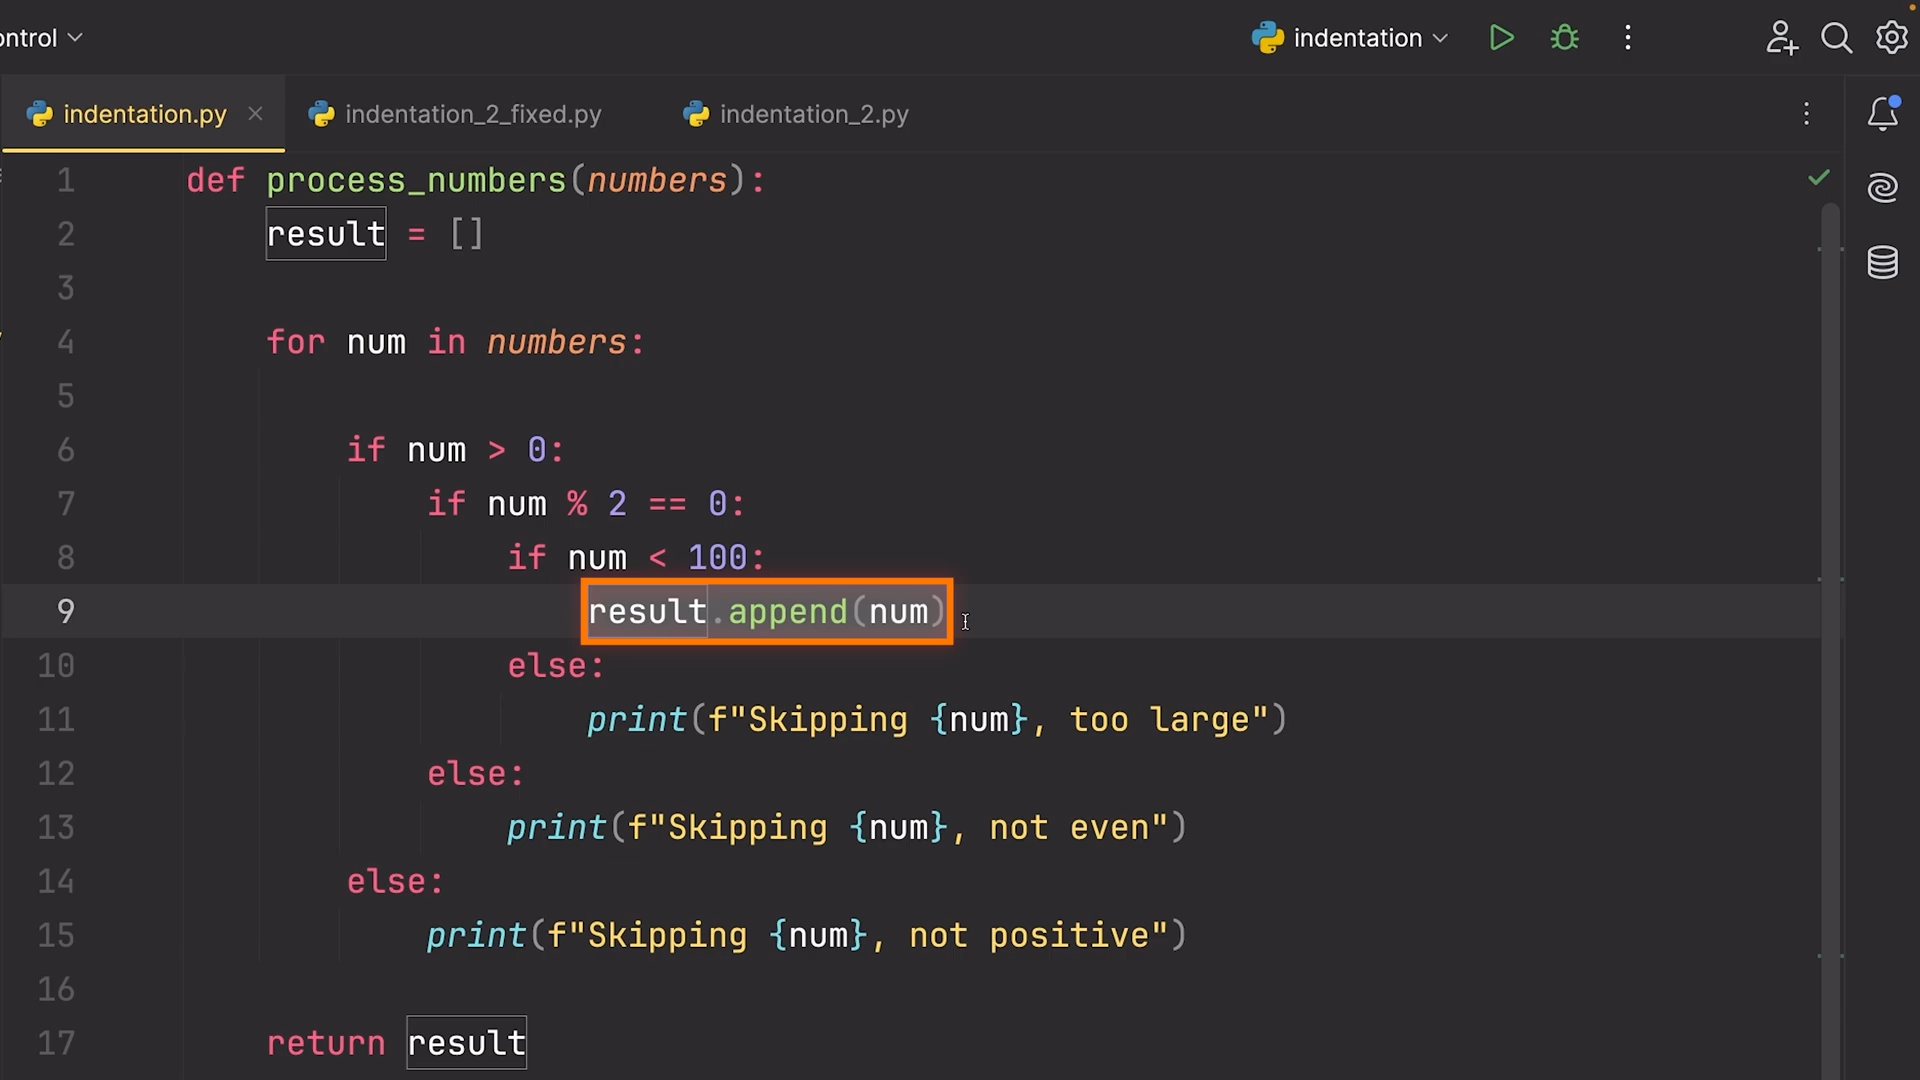 ontrol
indentation
indentation.py
indentation_2_fixed.py
indentation_2.py
1 def process_numbers(numbers):
2     result = []
3
4     for num in numbers:
5
6         if num > 0:
7             if num % 2 == 0:
8                 if num < 100:
9                     result.append(num)
10                 else:
11                     print(f"Skipping {num}, too large")
12             else:
13                 print(f"Skipping {num}, not even")
14         else:
15             print(f"Skipping {num}, not positive")
16
17     return result